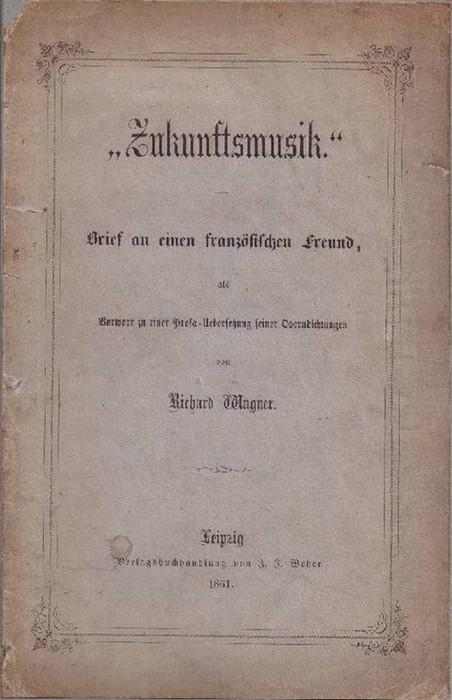 „Zukunftsmusik.“
Brief an einen französischen Freund,
als
Vorwort zu einer Prosa-Uebersetzung seiner Operndichtungen
von
Richard Wagner.
Leipzig
Verlagsbuchhandlung von J. J. Weber
1861.